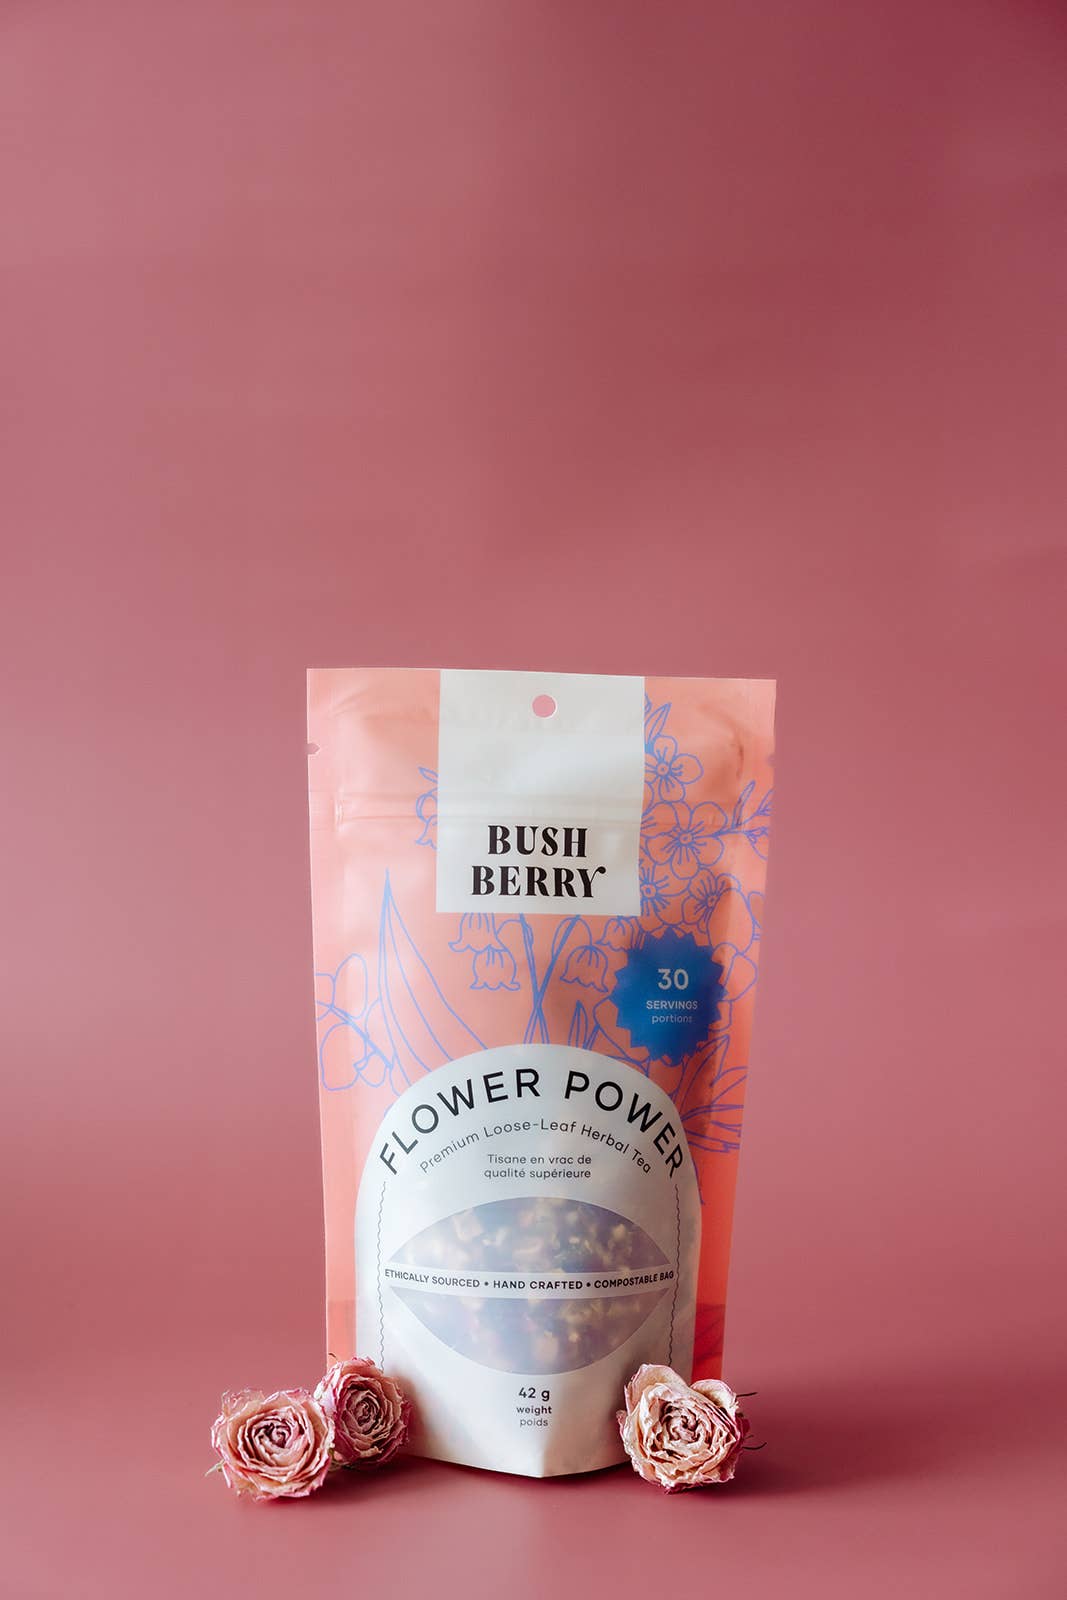 BUSH
BERRY
30
SERVINGS
portions
FLOWER POWER
Premium Loose-Leaf Herbal Tea
Tisane en vrac de
qualité supérieure
ETHICALLY SOURCED • HAND CRAFTED • COMPOSTABLE BAG
42 g
weight
poids